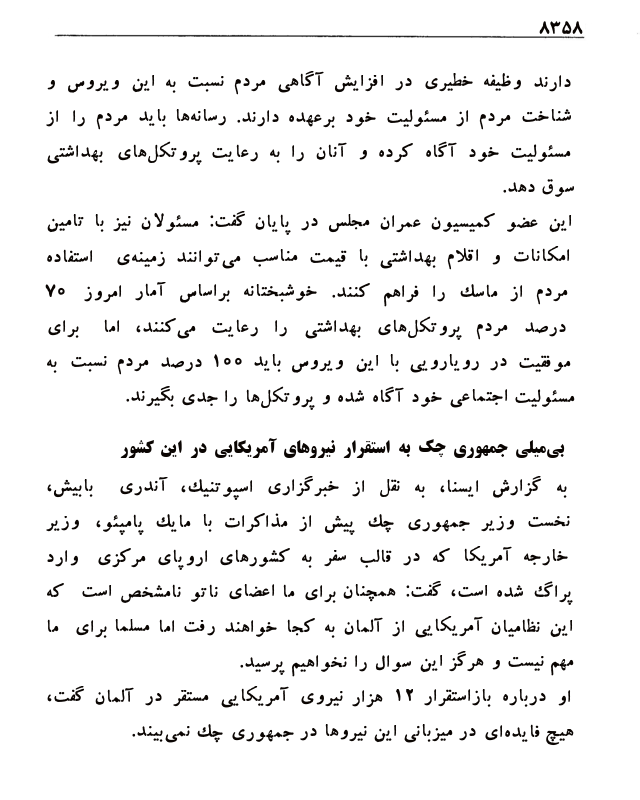 ۸۳۵۸
دارند وظیفه خطیری در افزایش آگاهی مردم نسبت به این ویروس و
شناخت مردم از مسئولیت خود برعهده دارند. رسانه‌ها باید مردم را از
مسئولیت خود آگاه کرده و آنان را به رعایت پروتکل‌های بهداشتی
سوق دهد.
این عضو کمیسیون عمران مجلس در پایان گفت: مسئولان نیز با تامین
امکانات و اقلام بهداشتی با قیمت مناسب می‌توانند زمینه‌ی استفاده
مردم از ماسک را فراهم کنند. خوشبختانه براساس آمار امروز ۷۰
درصد مردم پروتکل‌های بهداشتی را رعایت می‌کنند، اما برای
موفقیت در رویارویی با این ویروس باید ۱۰۰ درصد مردم نسبت به
مسئولیت اجتماعی خود آگاه شده و پروتکل‌ها را جدی بگیرند.
بی‌میلی جمهوری چک به استقرار نیروهای آمریکایی در این کشور
به گزارش ایسنا، به نقل از خبرگزاری اسپوتنیک، آندری بابیش،
نخست وزیر جمهوری چک پیش از مذاکرات با مایک پامپئو، وزیر
خارجه آمریکا که در قالب سفر به کشورهای اروپای مرکزی وارد
پراگ شده است، گفت: همچنان برای ما اعضای ناتو نامشخص است که
این نظامیان آمریکایی از آلمان به کجا خواهند رفت اما مسلما برای ما
مهم نیست و هرگز این سوال را نخواهیم پرسید.
او درباره بازاستقرار ۱۲ هزار نیروی آمریکایی مستقر در آلمان گفت،
هیچ فایده‌ای در میزبانی این نیروها در جمهوری چک نمی‌بیند.